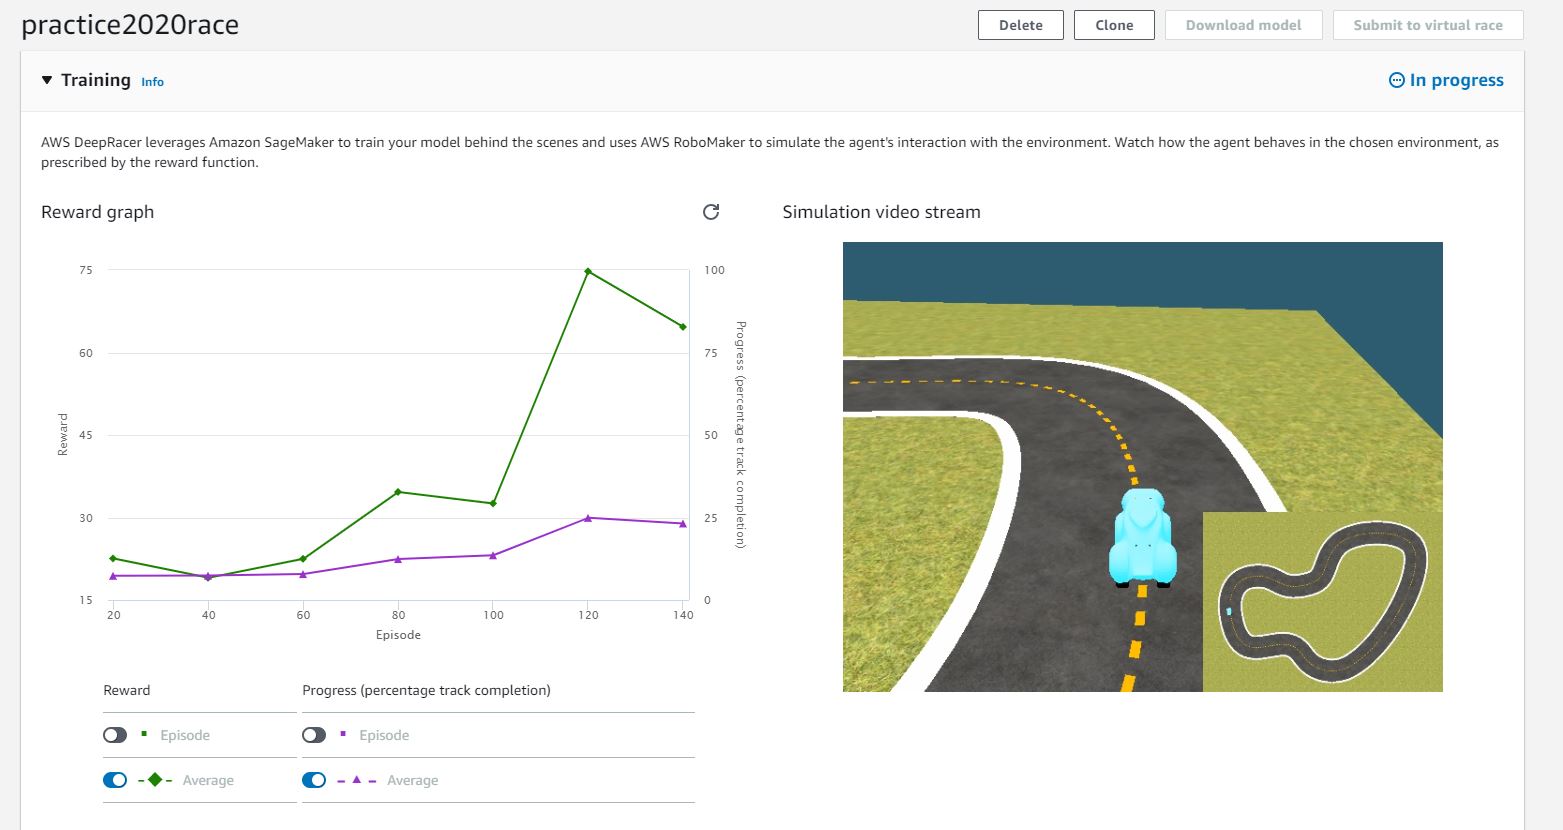 practice2020race
Delete
Clone
Download model
Submit to virtual race
Training Info
In progress
AWS DeepRacer leverages Amazon SageMaker to train your model behind the scenes and uses AWS RoboMaker to simulate the agent's interaction with the environment. Watch how the agent behaves in the chosen environment, as
prescribed by the reward function.
Reward graph
Simulation video stream
75
60
45
30
15
Reward
100
75
50
25
0
Progress (percentage track completion)
20 40 60 80 100 120 140
Episode
Reward
Progress (percentage track completion)
Episode
Episode
Average
Average